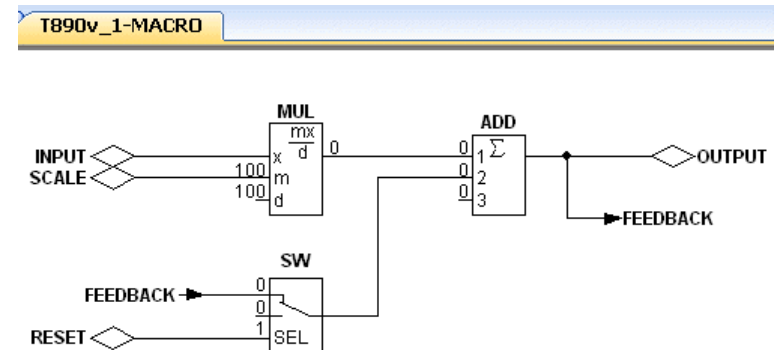 T890v_1-MACRO
MUL
mx
d
ADD
INPUT
x
0
0
1
Σ
OUTPUT
SCALE
100
m
0
2
100
d
0
3
FEEDBACK
SW
FEEDBACK
0
0
RESET
1
SEL